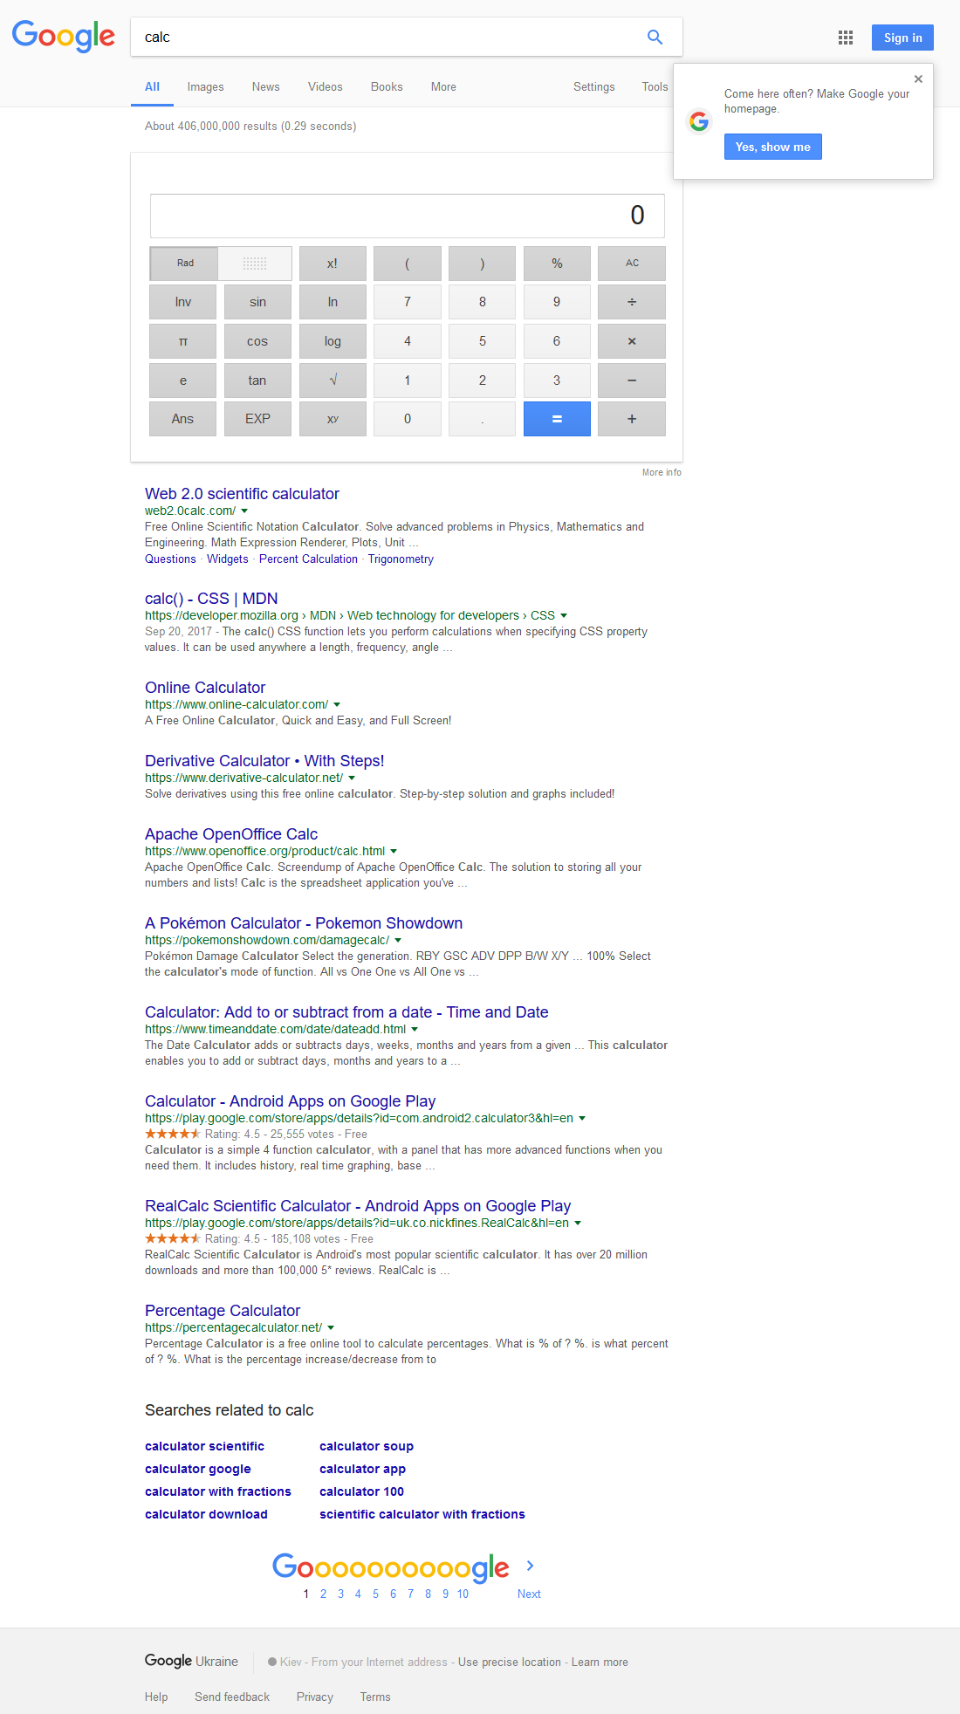 Google
calc
Sign in
All Images News Videos Books More Settings Tools
Come here often? Make Google your
homepage.
Yes, show me
About 406,000,000 results (0.29 seconds)
0
Rad x! ( ) % AC
Inv sin ln 7 8 9 ÷
π cos log 4 5 6 ×
e tan √ 1 2 3 −
Ans EXP xʸ 0 . = +
More info
Web 2.0 scientific calculator
web2.0calc.com/
Free Online Scientific Notation Calculator. Solve advanced problems in Physics, Mathematics and
Engineering. Math Expression Renderer, Plots, Unit ...
Questions · Widgets · Percent Calculation · Trigonometry
calc() - CSS | MDN
https://developer.mozilla.org › MDN › Web technology for developers › CSS
Sep 20, 2017 - The calc() CSS function lets you perform calculations when specifying CSS property
values. It can be used anywhere a length, frequency, angle ...
Online Calculator
https://www.online-calculator.com/
A Free Online Calculator, Quick and Easy, and Full Screen!
Derivative Calculator • With Steps!
https://www.derivative-calculator.net/
Solve derivatives using this free online calculator. Step-by-step solution and graphs included!
Apache OpenOffice Calc
https://www.openoffice.org/product/calc.html
Apache OpenOffice Calc. Screendump of Apache OpenOffice Calc. The solution to storing all your
numbers and lists! Calc is the spreadsheet application you've ...
A Pokémon Calculator - Pokemon Showdown
https://pokemonshowdown.com/damagecalc/
Pokémon Damage Calculator Select the generation. RBY GSC ADV DPP B/W X/Y ... 100% Select
the calculator's mode of function. All vs One One vs All One vs ...
Calculator: Add to or subtract from a date - Time and Date
https://www.timeanddate.com/date/dateadd.html
The Date Calculator adds or subtracts days, weeks, months and years from a given ... This calculator
enables you to add or subtract days, months and years to a ...
Calculator - Android Apps on Google Play
https://play.google.com/store/apps/details?id=com.android2.calculator3&hl=en
Rating: 4.5 - 25,555 votes - Free
Calculator is a simple 4 function calculator, with a panel that has more advanced functions when you
need them. It includes history, real time graphing, base ...
RealCalc Scientific Calculator - Android Apps on Google Play
https://play.google.com/store/apps/details?id=uk.co.nickfines.RealCalc&hl=en
Rating: 4.5 - 185,108 votes - Free
RealCalc Scientific Calculator is Android's most popular scientific calculator. It has over 20 million
downloads and more than 100,000 5* reviews. RealCalc is ...
Percentage Calculator
https://percentagecalculator.net/
Percentage Calculator is a free online tool to calculate percentages. What is % of ? %. is what percent
of ? %. What is the percentage increase/decrease from to
Searches related to calc
calculator scientific calculator soup
calculator google calculator app
calculator with fractions calculator 100
calculator download scientific calculator with fractions
Goooooooooogle
1 2 3 4 5 6 7 8 9 10 Next
Google Ukraine Kiev - From your Internet address - Use precise location - Learn more
Help Send feedback Privacy Terms